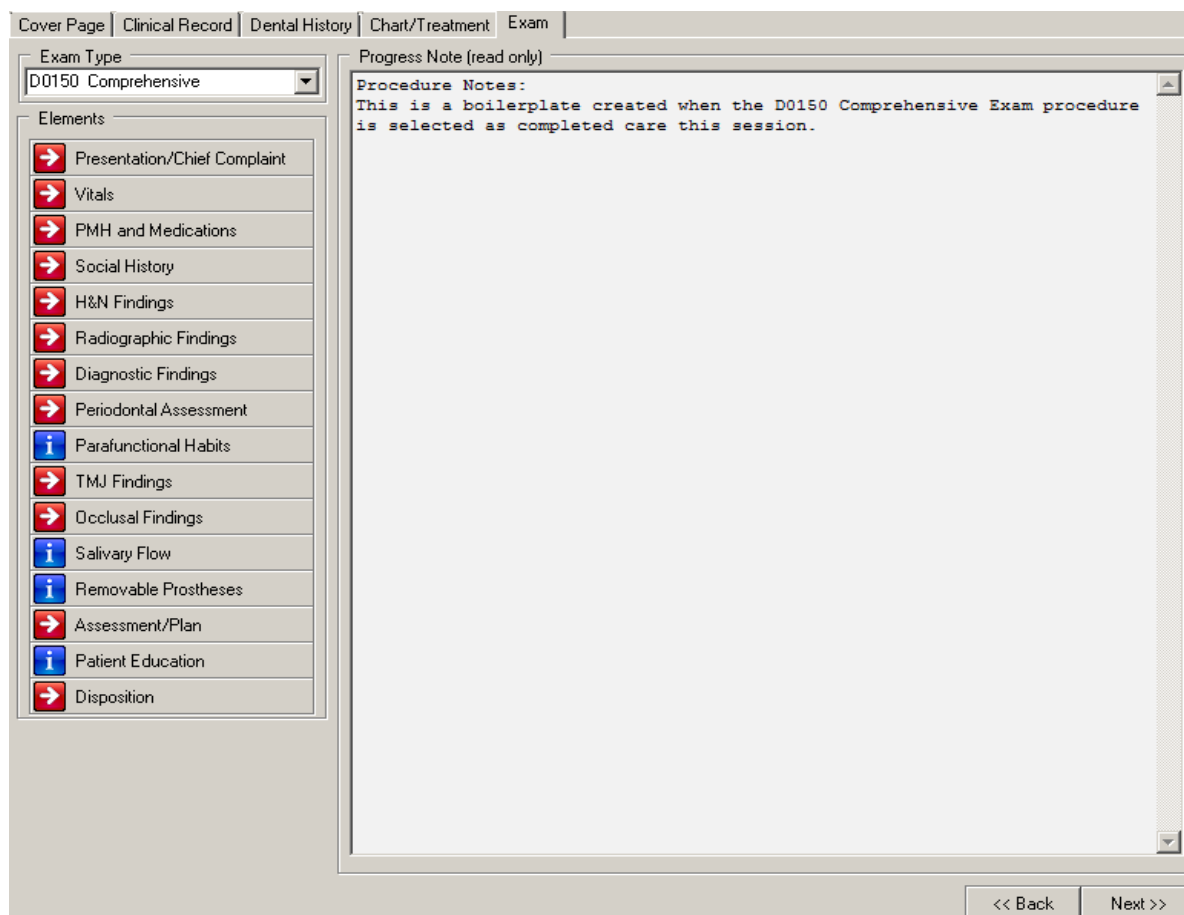 Cover Page
Clinical Record
Dental History
Chart/Treatment
Exam
Exam Type
D0150 Comprehensive
Elements
Presentation/Chief Complaint
Vitals
PMH and Medications
Social History
H&N Findings
Radiographic Findings
Diagnostic Findings
Periodontal Assessment
i Parafunctional Habits
TMJ Findings
Occlusal Findings
i Salivary Flow
i Removable Prostheses
Assessment/Plan
i Patient Education
Disposition
Progress Note (read only)
Procedure Notes:
This is a boilerplate created when the D0150 Comprehensive Exam procedure
is selected as completed care this session.
<< Back
Next >>